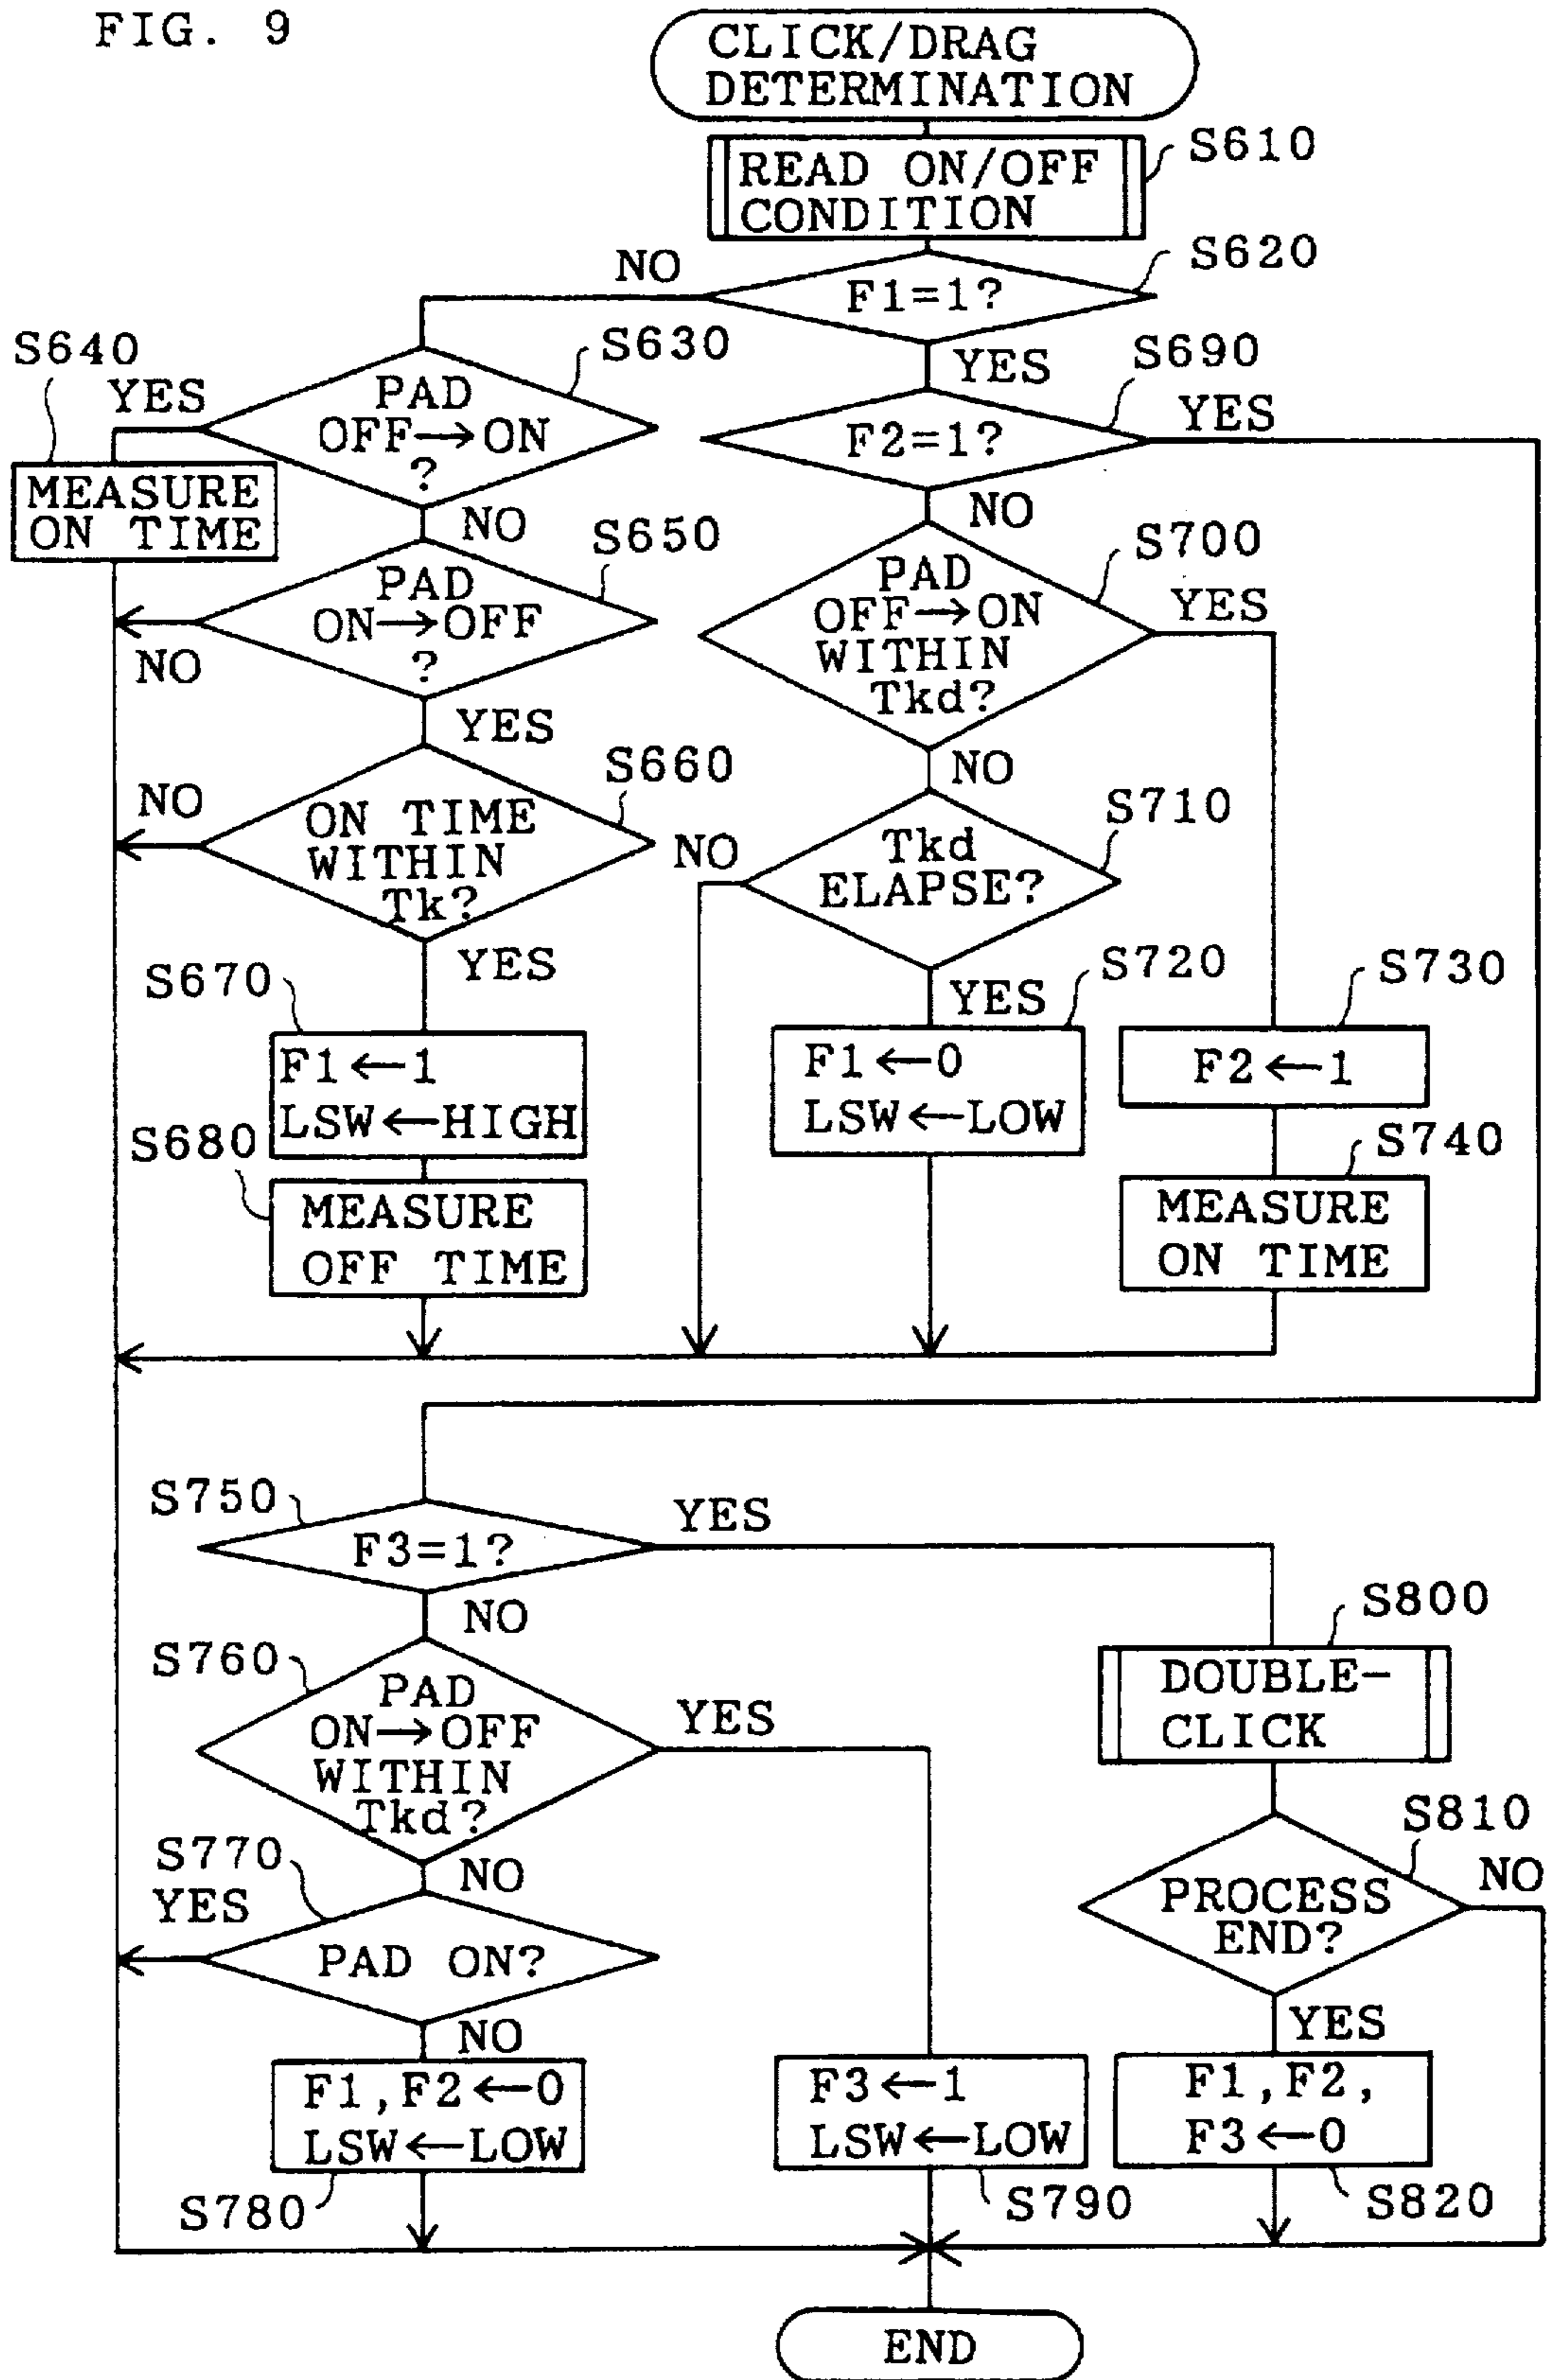 FIG. 9
CLICK/DRAG
DETERMINATION
READ ON/OFF
CONDITION
S610
S620
NO
F1=1?
YES
S630
S640
YES
PAD
OFF→ON
?
NO
MEASURE
ON TIME
S690
F2=1?
YES
NO
S650
PAD
ON→OFF
?
NO
YES
S700
PAD
OFF→ON
WITHIN
Tkd?
YES
NO
S660
NO
ON TIME
WITHIN
Tk?
YES
S710
NO
Tkd
ELAPSE?
YES
S670
F1←1
LSW←HIGH
S680
MEASURE
OFF TIME
S720
F1←0
LSW←LOW
S730
F2←1
S740
MEASURE
ON TIME
S750
F3=1?
YES
NO
S760
PAD
ON→OFF
WITHIN
Tkd?
YES
NO
S770
YES
PAD ON?
NO
F1,F2←0
LSW←LOW
S780
F3←1
LSW←LOW
S790
S800
DOUBLE-
CLICK
S810
PROCESS
END?
NO
YES
F1,F2,
F3←0
S820
END